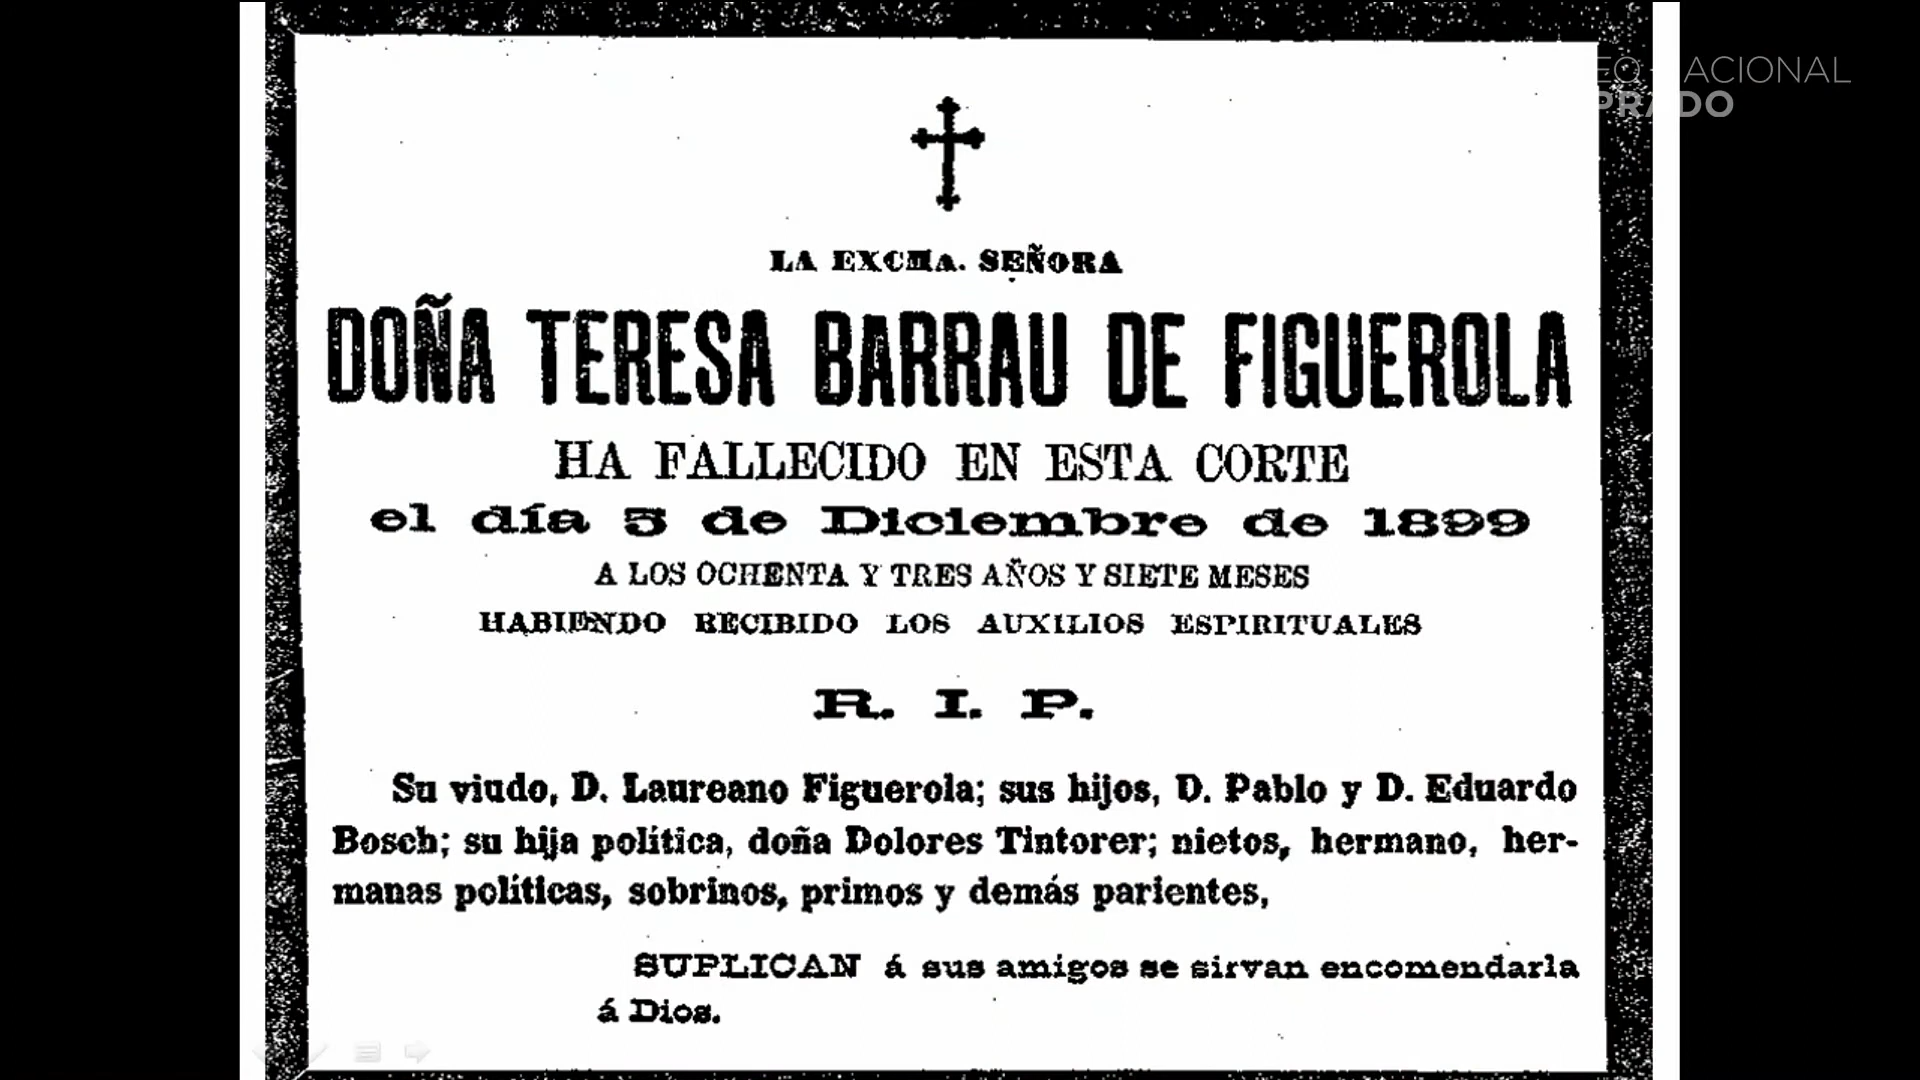 EO NACIONAL
PRADO
LA EXCMA. SEÑORA
DOÑA TERESA BARRAU DE FIGUEROLA
HA FALLECIDO EN ESTA CORTE
el día 5 de Diciembre de 1899
A LOS OCHENTA Y TRES AÑOS Y SIETE MESES
HABIENDO RECIBIDO LOS AUXILIOS ESPIRITUALES
R. I. P.
Su viudo, D. Laureano Figuerola; sus hijos, D. Pablo y D. Eduardo
Bosch; su hija política, doña Dolores Tintorer; nietos, hermano, her-
manas políticas, sobrinos, primos y demás parientes,
SUPLICAN á sus amigos se sirvan encomendarla
á Dios.